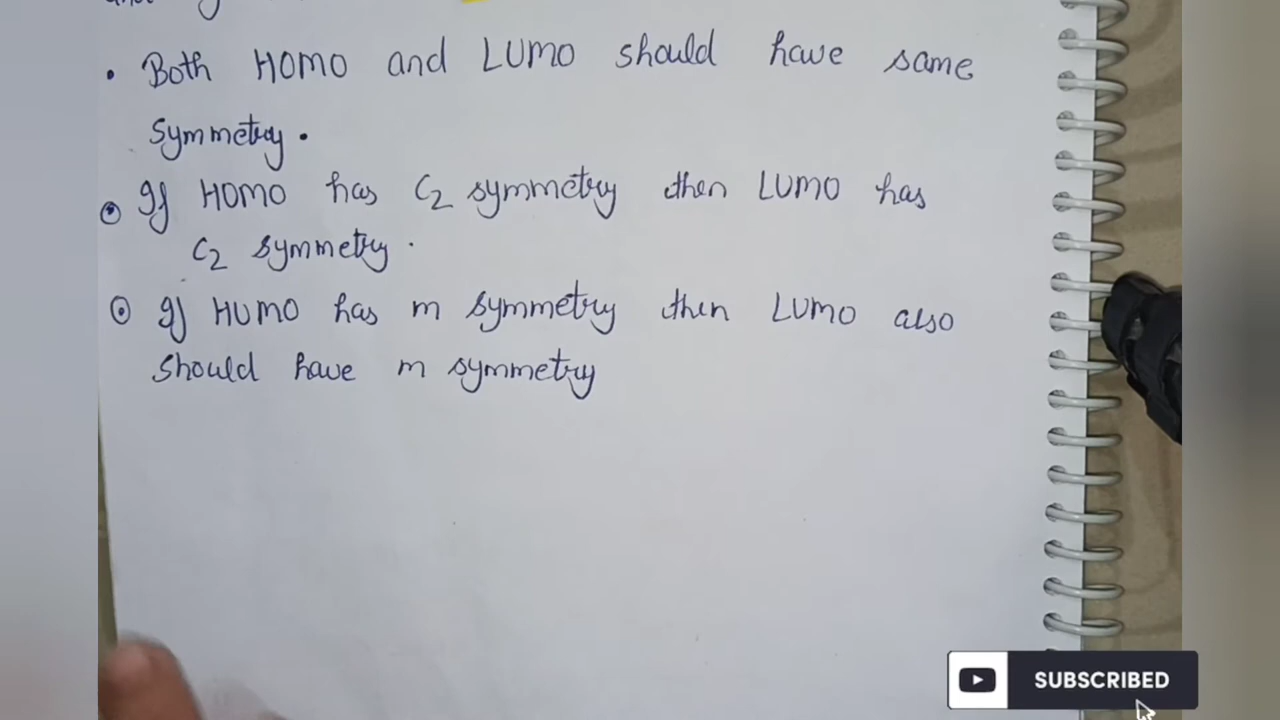 • Both HOMO and LUMO should have same
symmetry.
If HOMO has C₂ symmetry then LUMO has
C₂ symmetry.
If HUMO has m symmetry then LUMO also
should have m symmetry
SUBSCRIBED